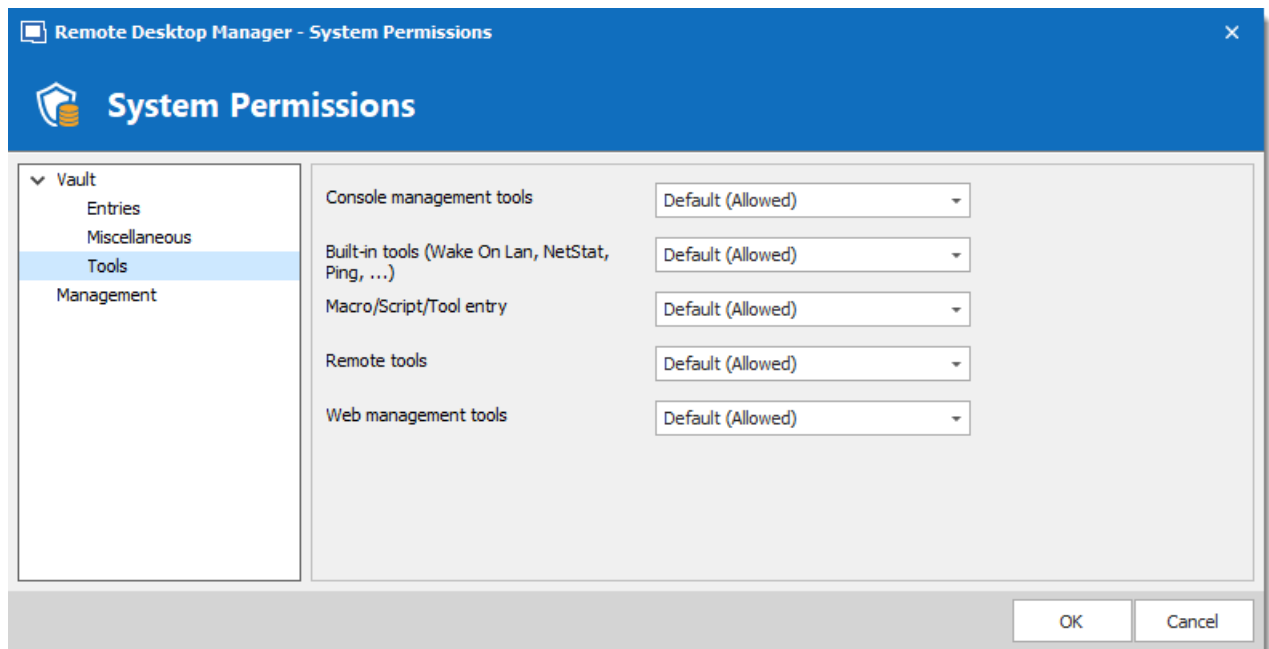 Remote Desktop Manager - System Permissions
System Permissions
Vault
Entries
Miscellaneous
Tools
Management
Console management tools
Default (Allowed)
Built-in tools (Wake On Lan, NetStat,
Ping, ...)
Default (Allowed)
Macro/Script/Tool entry
Default (Allowed)
Remote tools
Default (Allowed)
Web management tools
Default (Allowed)
OK
Cancel